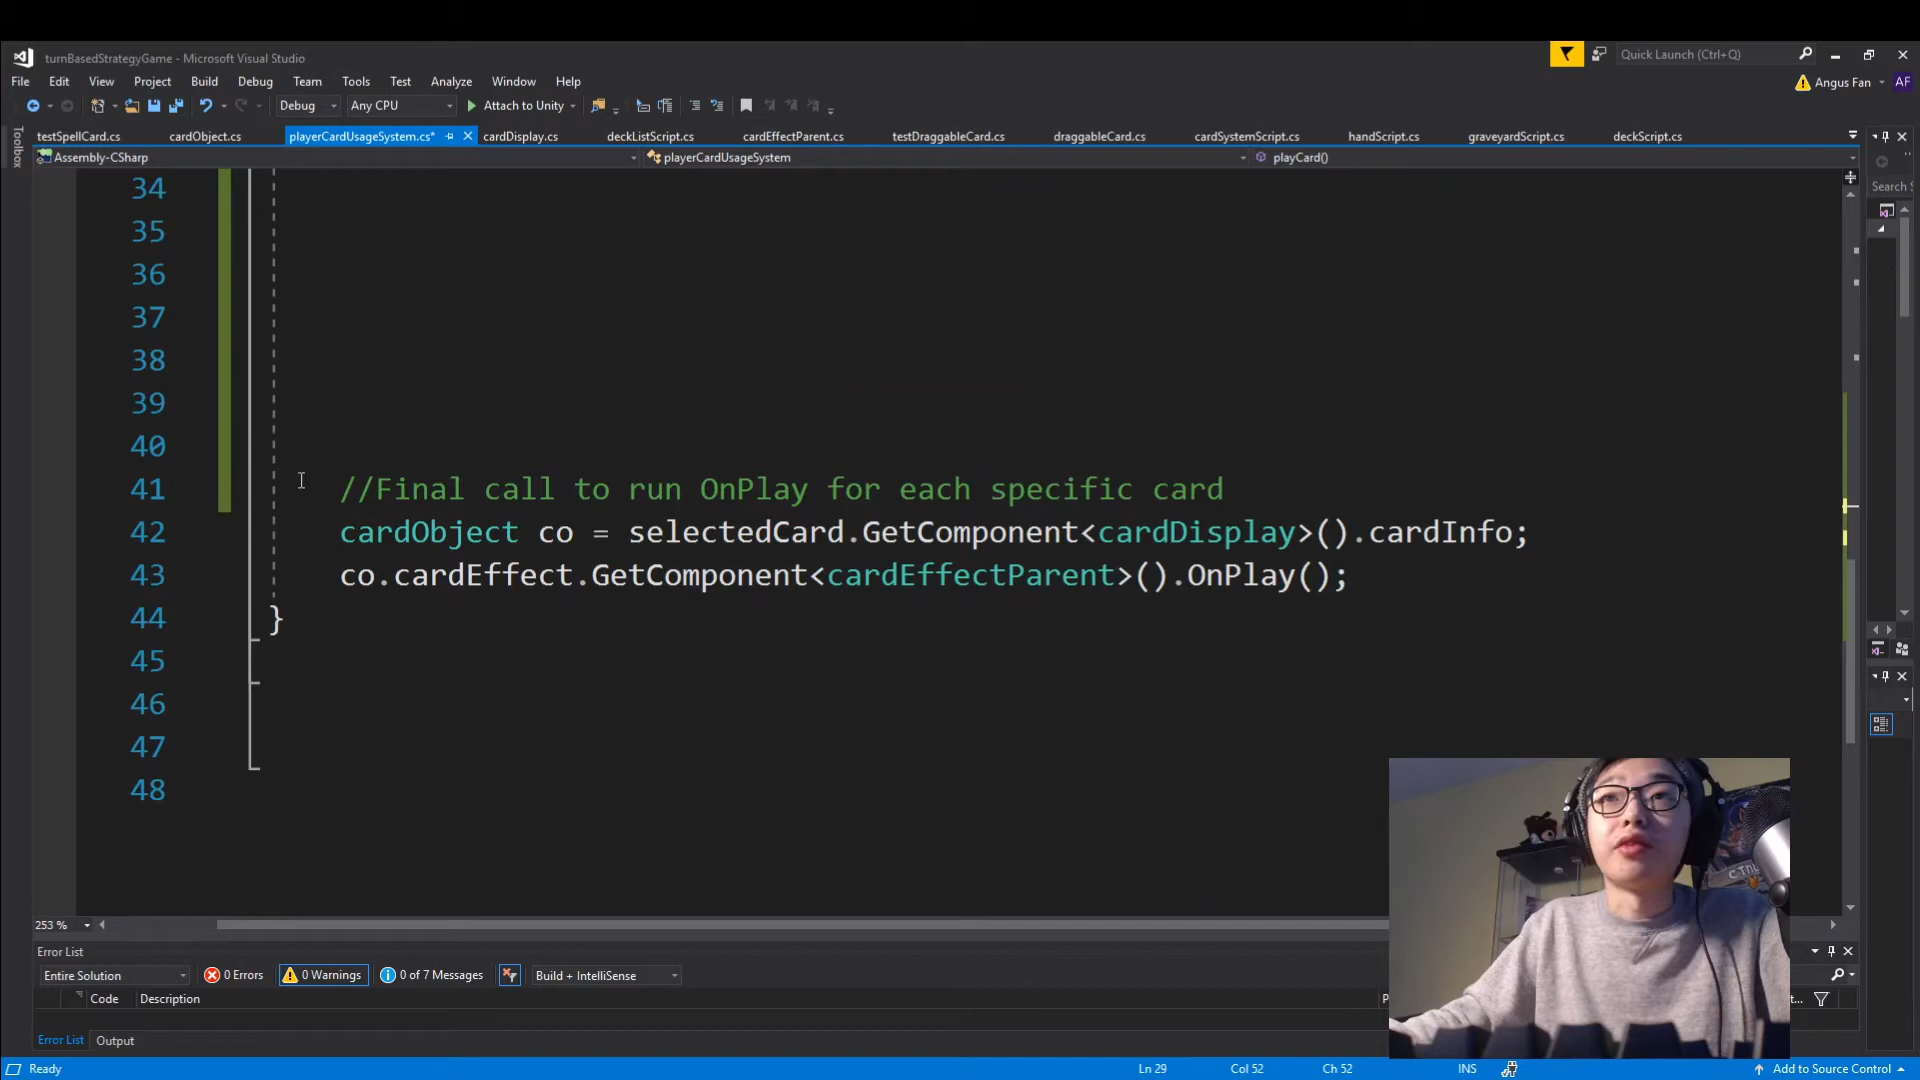 turnBasedStrategyGame - Microsoft Visual Studio
Quick Launch (Ctrl+Q)
File Edit View Project Build Debug Team Tools Test Analyze Window Help
Angus Fan AF
Debug Any CPU Attach to Unity
testSpellCard.cs cardObject.cs playerCardUsageSystem.cs* cardDisplay.cs deckListScript.cs cardEffectParent.cs testDraggableCard.cs draggableCard.cs cardSystemScript.cs handScript.cs graveyardScript.cs deckScript.cs
Toolbox
Assembly-CSharp playerCardUsageSystem playCard()
Search S
34
35
36
37
38
39
40
41 //Final call to run OnPlay for each specific card
42 cardObject co = selectedCard.GetComponent<cardDisplay>().cardInfo;
43 co.cardEffect.GetComponent<cardEffectParent>().OnPlay();
44 }
45
46
47
48
253 %
Error List
Entire Solution 0 Errors 0 Warnings 0 of 7 Messages Build + IntelliSense
Code Description
Error List Output
Ready Ln 29 Col 52 Ch 52 INS Add to Source Control